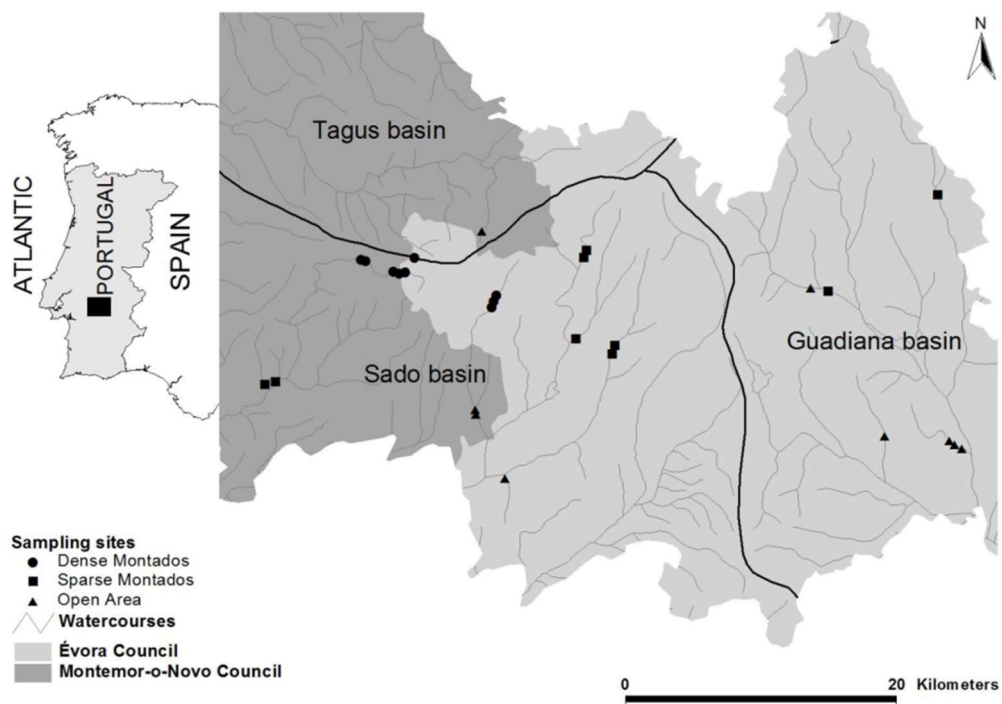 N
Tagus basin
ATLANTIC
PORTUGAL
SPAIN
Guadiana basin
Sado basin
Sampling sites
Dense Montados
Sparse Montados
Open Area
Watercourses
Évora Council
Montemor-o-Novo Council
0 20 Kilometers